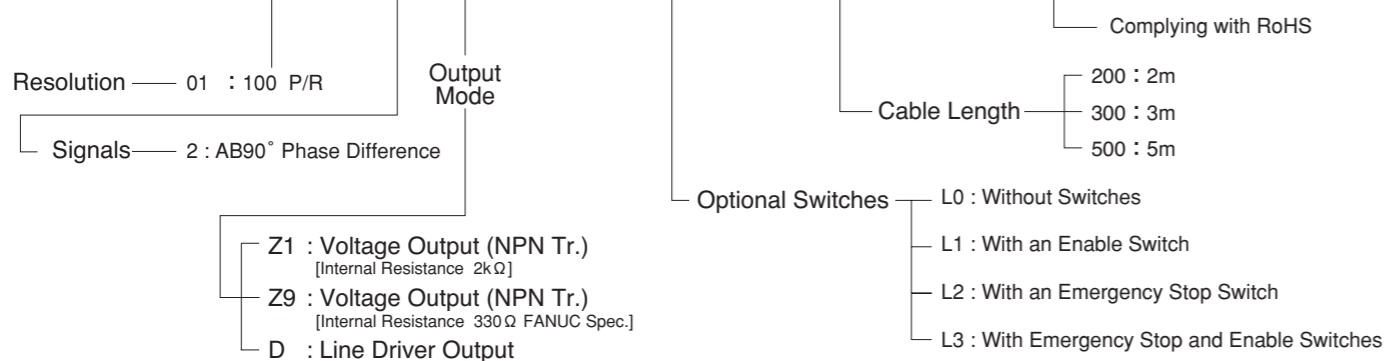 Complying with RoHS
Resolution 01 : 100 P/R
Output
Mode
200 : 2m
Cable Length 300 : 3m
500 : 5m
Signals 2 : AB90° Phase Difference
Optional Switches L0 : Without Switches
L1 : With an Enable Switch
L2 : With an Emergency Stop Switch
L3 : With Emergency Stop and Enable Switches
Z1 : Voltage Output (NPN Tr.)
[Internal Resistance 2kΩ]
Z9 : Voltage Output (NPN Tr.)
[Internal Resistance 330Ω FANUC Spec.]
D : Line Driver Output